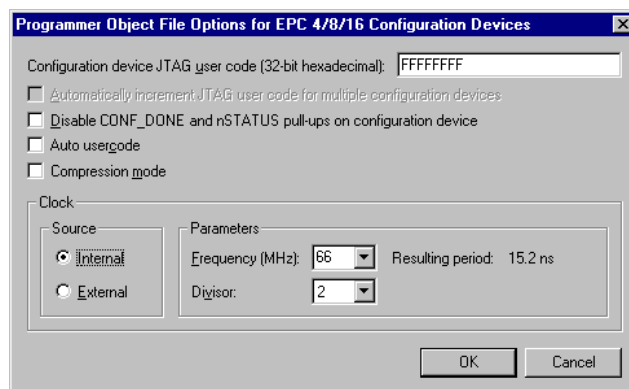 Programmer Object File Options for EPC 4/8/16 Configuration Devices
Configuration device JTAG user code (32-bit hexadecimal): FFFFFFFF
Automatically increment JTAG user code for multiple configuration devices
Disable CONF_DONE and nSTATUS pull-ups on configuration device
Auto usercode
Compression mode
Clock
Source
Parameters
Internal
Frequency (MHz): 66 Resulting period: 15.2 ns
External
Divisor: 2
OK Cancel